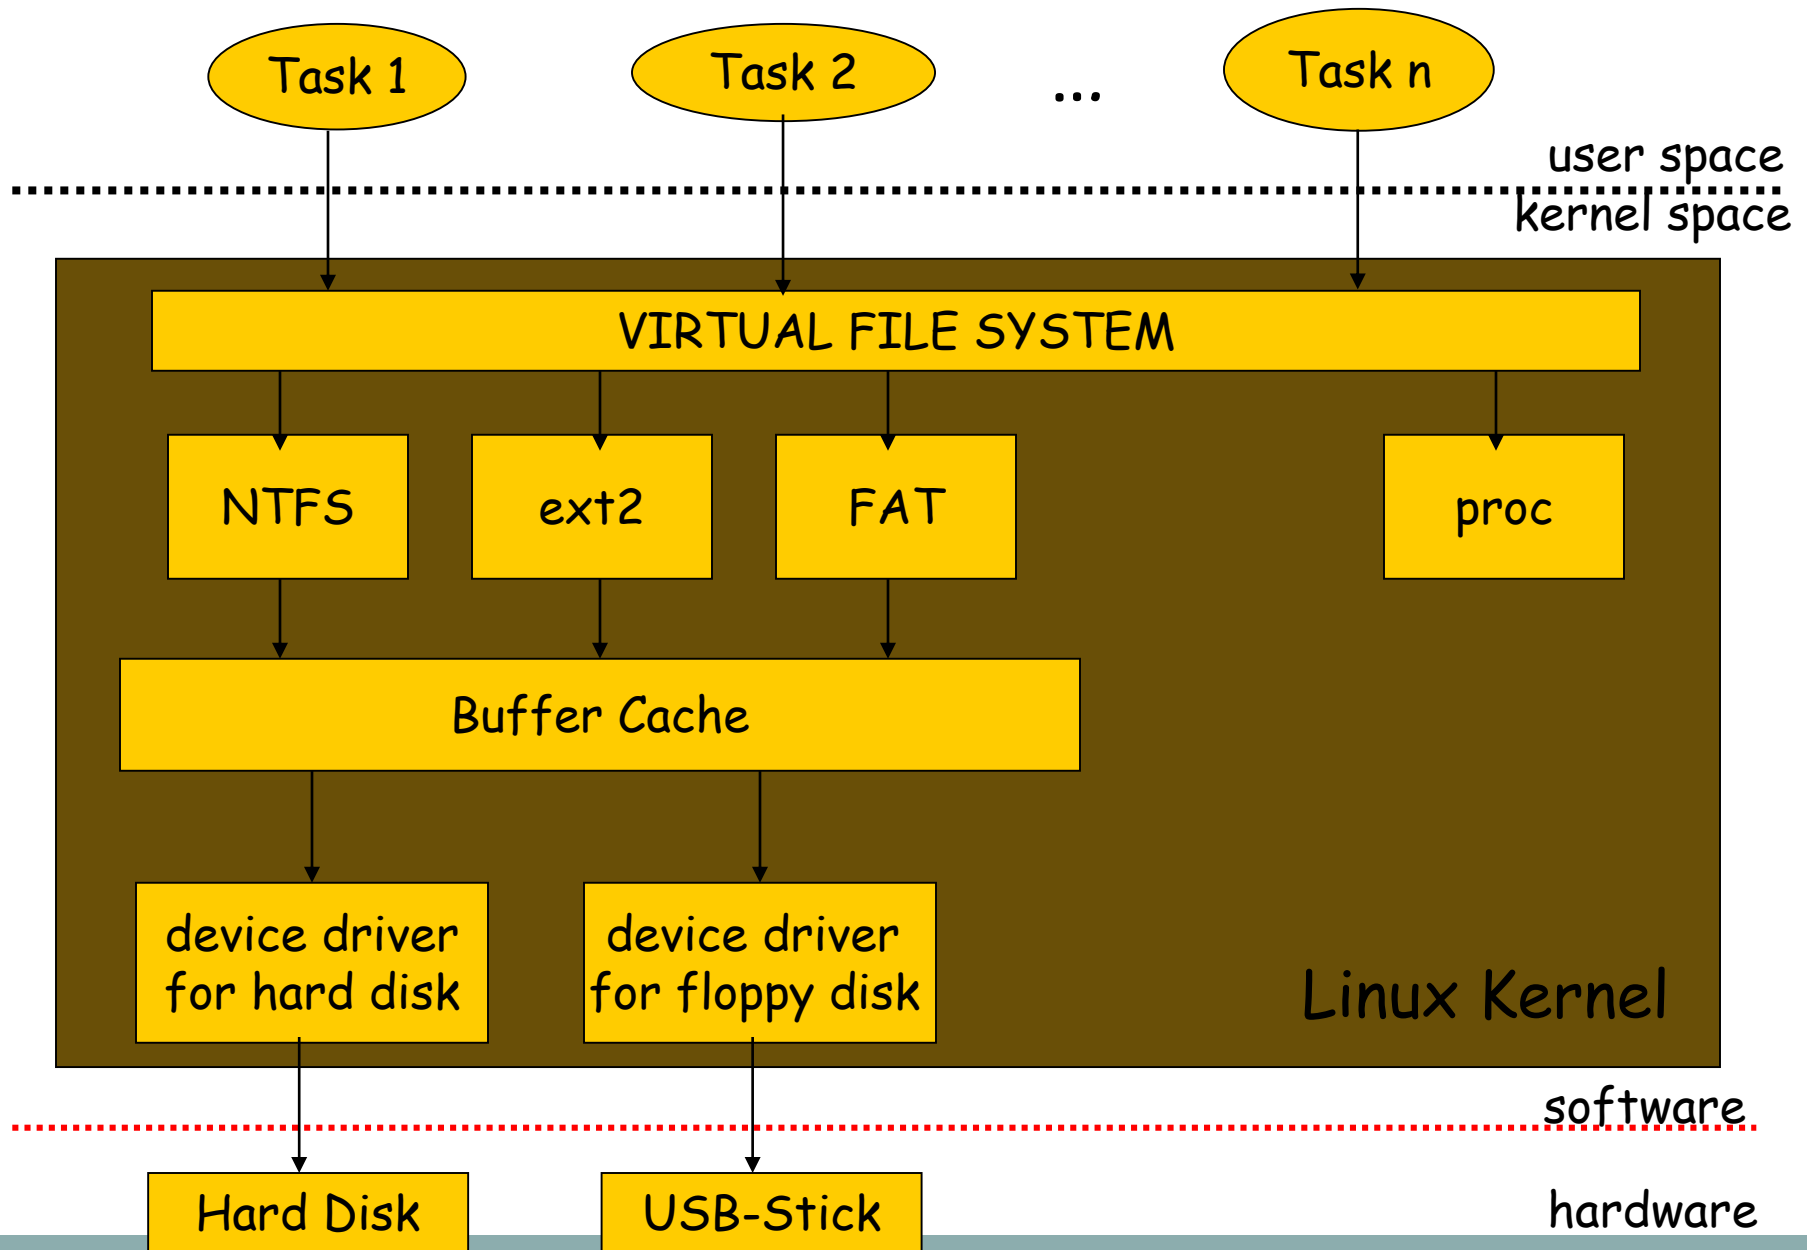 Task 1
Task 2
...
Task n
user space
kernel space
VIRTUAL FILE SYSTEM
NTFS
ext2
FAT
proc
Buffer Cache
device driver
for hard disk
device driver
for floppy disk
Linux Kernel
software
Hard Disk
USB-Stick
hardware